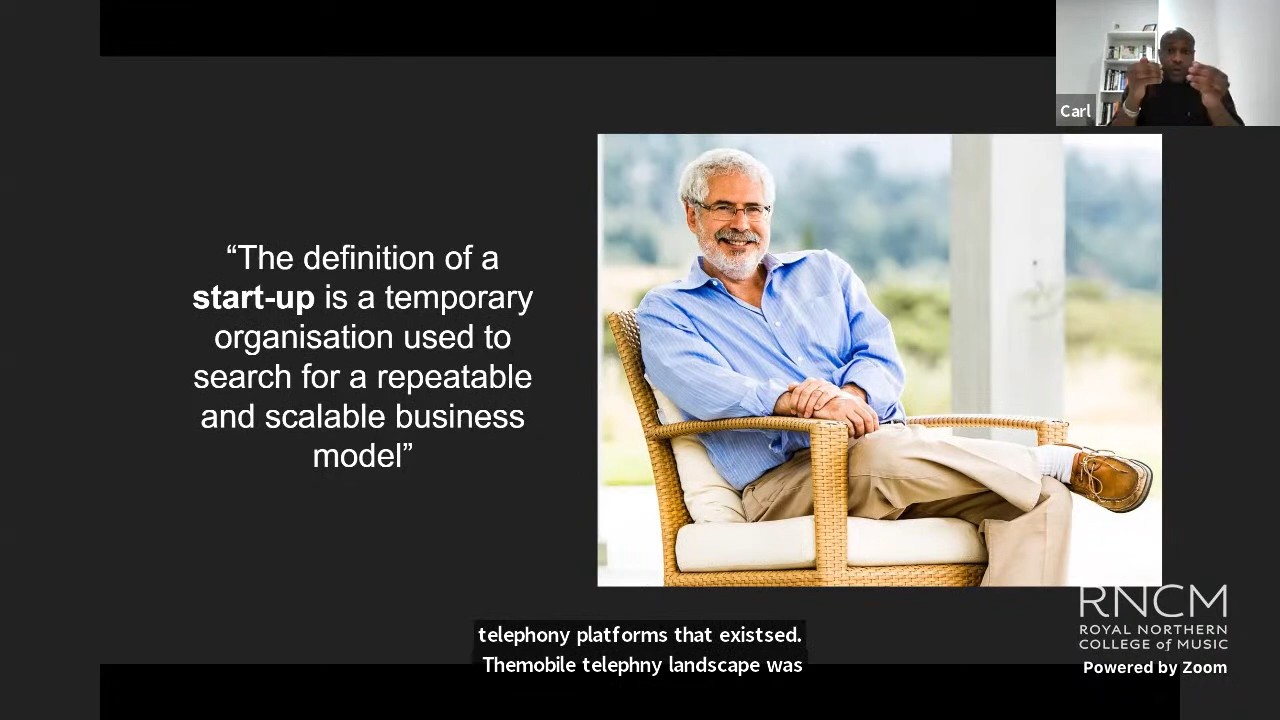 Carl
“The definition of a
start-up is a temporary
organisation used to
search for a repeatable
and scalable business
model”
telephony platforms that existsed.
Themobile telephny landscape was
RNCM
ROYAL NORTHERN
COLLEGE of MUSIC
Powered by Zoom